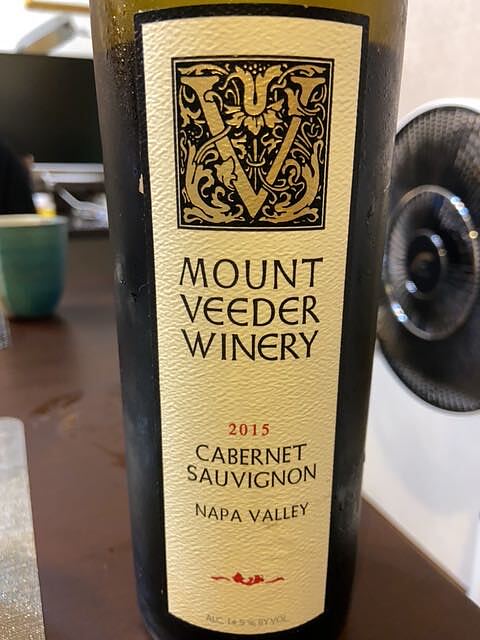 V
MOUNT
VEEDER
WINERY
2015
CABERNET
SAUVIGNON
NAPA VALLEY
ALC. 14.5 % BY VOL.